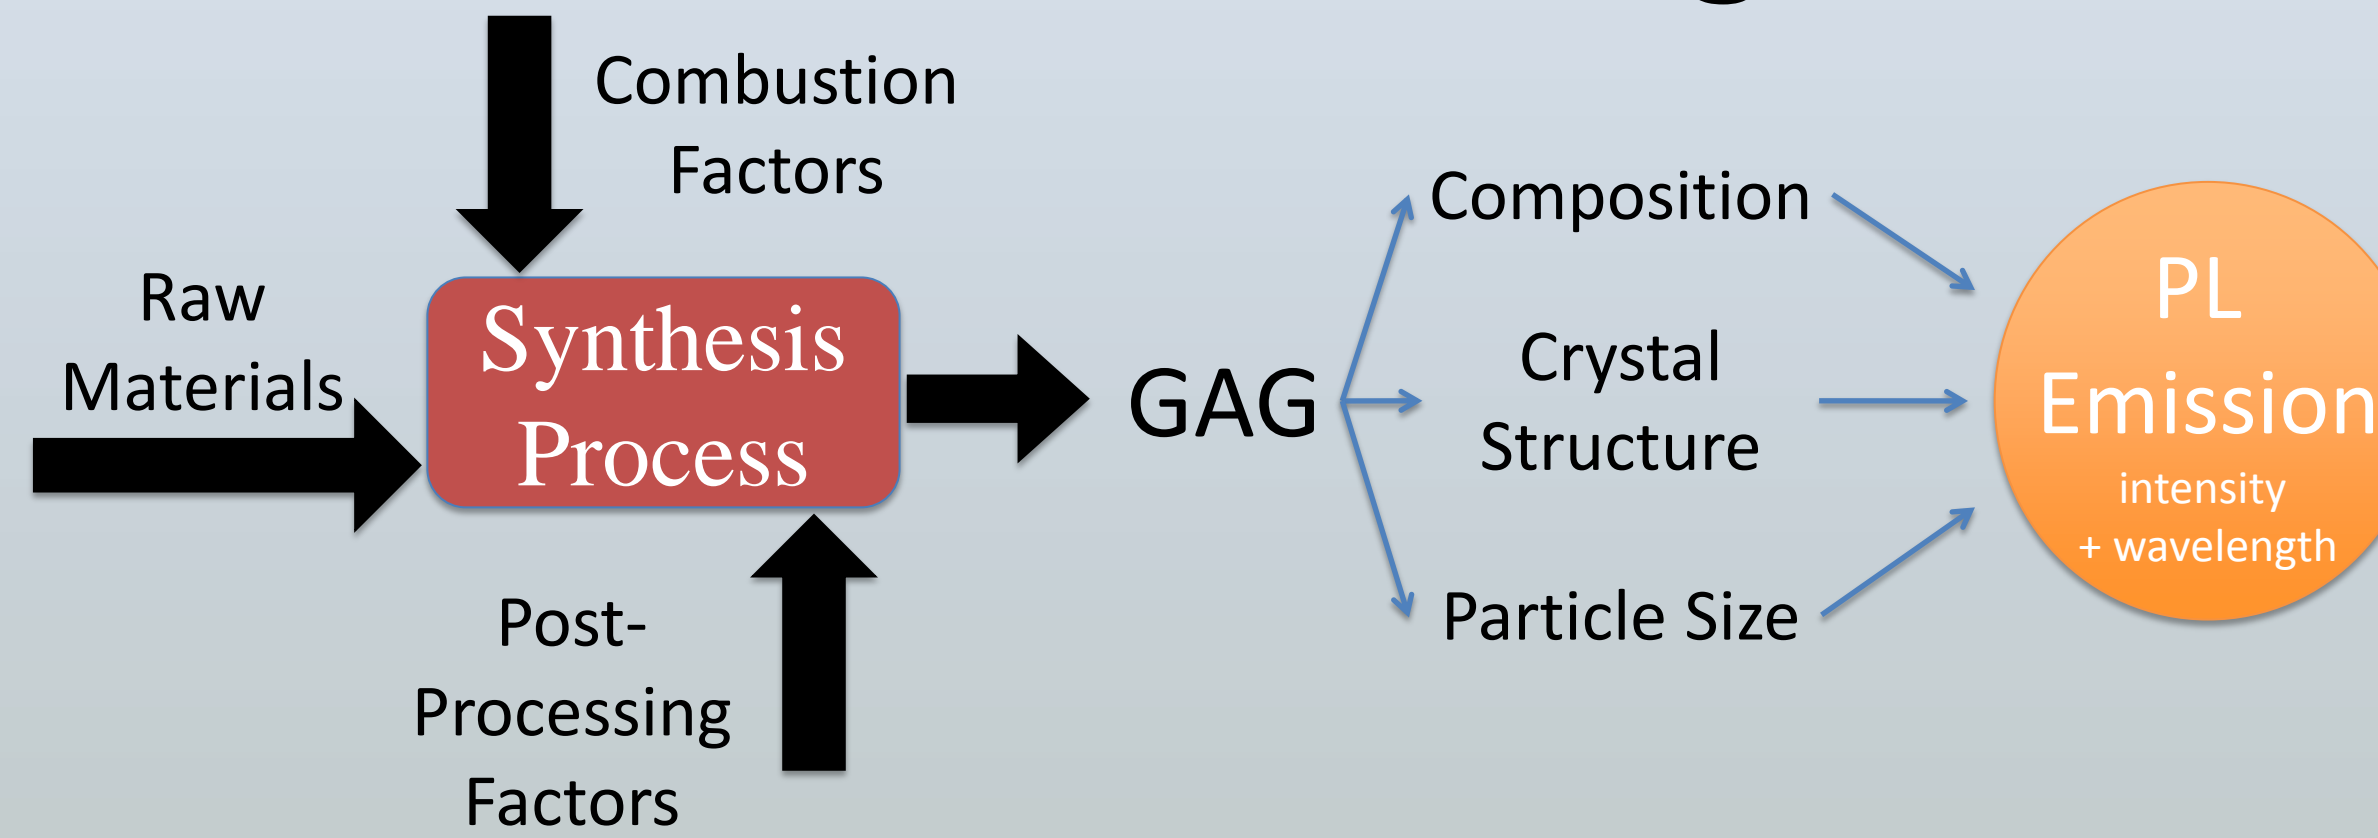 Combustion
Factors
Raw
Materials
Synthesis
Process
Post-
Processing
Factors
GAG
Composition
Crystal
Structure
Particle Size
PL
Emission
intensity
+ wavelength